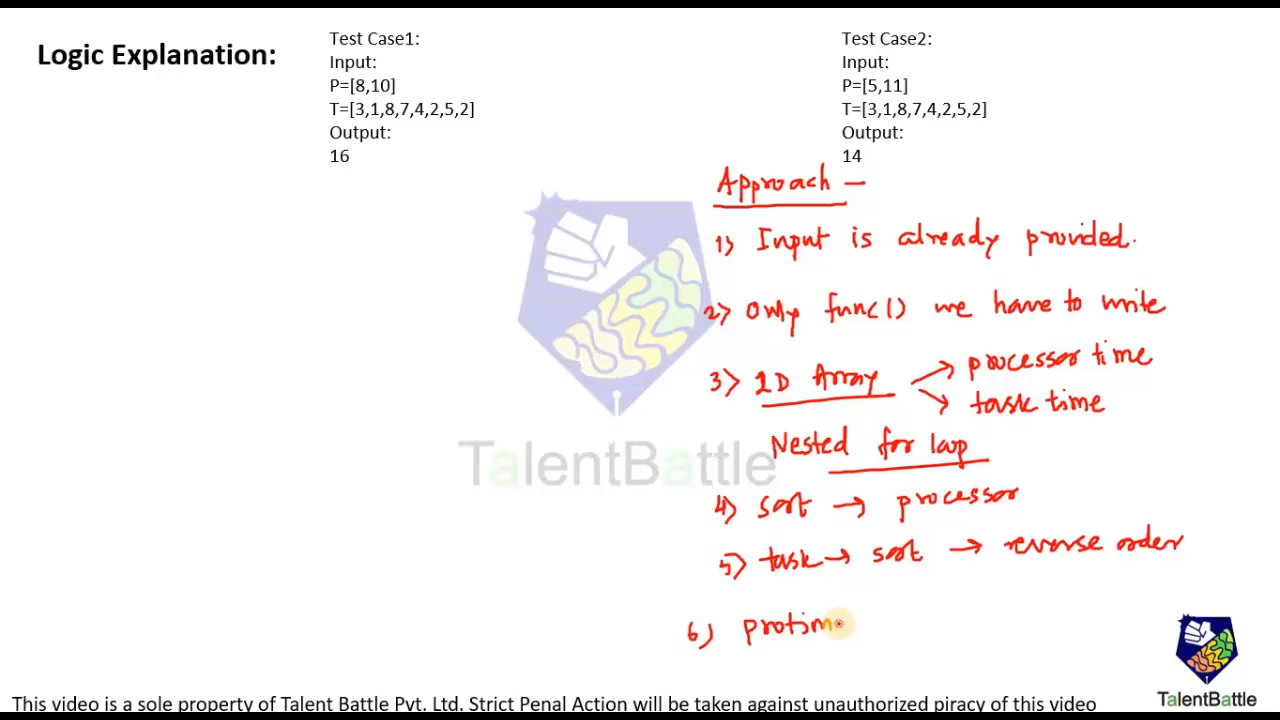 Logic Explanation:
Test Case1:
Input:
P=[8,10]
T=[3,1,8,7,4,2,5,2]
Output:
16
Test Case2:
Input:
P=[5,11]
T=[3,1,8,7,4,2,5,2]
Output:
14
Approach —
1) Input is already provided.
2) Only func() we have to write
3) 2D Array → processor time
→ task time
Nested for loop
4) sort → processor
5) task → sort → reverse order
6) protim
TalentBattle
TalentBattle
This video is a sole property of Talent Battle Pvt. Ltd. Strict Penal Action will be taken against unauthorized piracy of this video